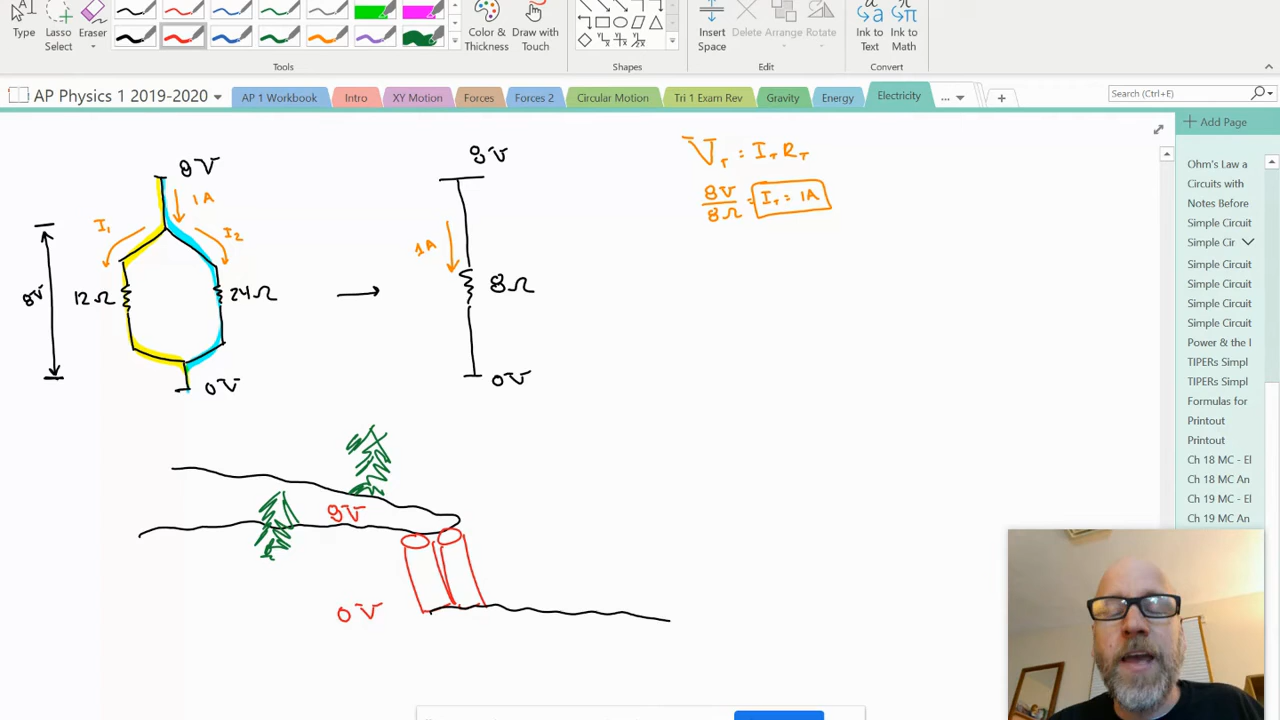 Type
Lasso
Select
Eraser
Color &
Thickness
Draw with
Touch
Insert
Space
Delete
Arrange
Rotate
Ink to
Text
Ink to
Math
Tools
Shapes
Edit
Convert
AP Physics 1 2019-2020
AP 1 Workbook
Intro
XY Motion
Forces
Forces 2
Circular Motion
Tri 1 Exam Rev
Gravity
Energy
Electricity
...
Search (Ctrl+E)
Add Page
Ohm's Law a
Circuits with
Notes Before
Simple Circuit
Simple Cir
Simple Circuit
Simple Circuit
Simple Circuit
Simple Circuit
Power & the I
TIPERs Simpl
TIPERs Simpl
Formulas for
Printout
Printout
Ch 18 MC - El
Ch 18 MC An
Ch 19 MC - El
Ch 19 MC An
8V
1A
I₁
I₂
8V
12Ω
24Ω
0V
8V
1A
8Ω
0V
V_T = I_T R_T
8V/8Ω = I_T = 1A
8V
0V